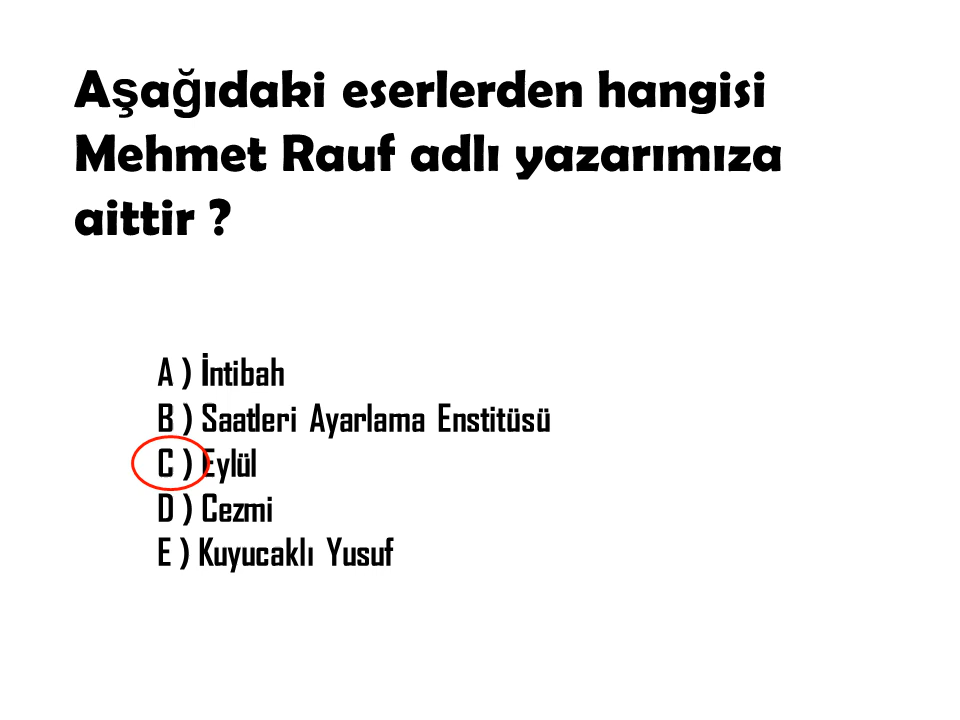 Aşağıdaki eserlerden hangisi
Mehmet Rauf adlı yazarımıza
aittir ?
A ) İntibah
B ) Saatleri Ayarlama Enstitüsü
C ) Eylül
D ) Cezmi
E ) Kuyucaklı Yusuf